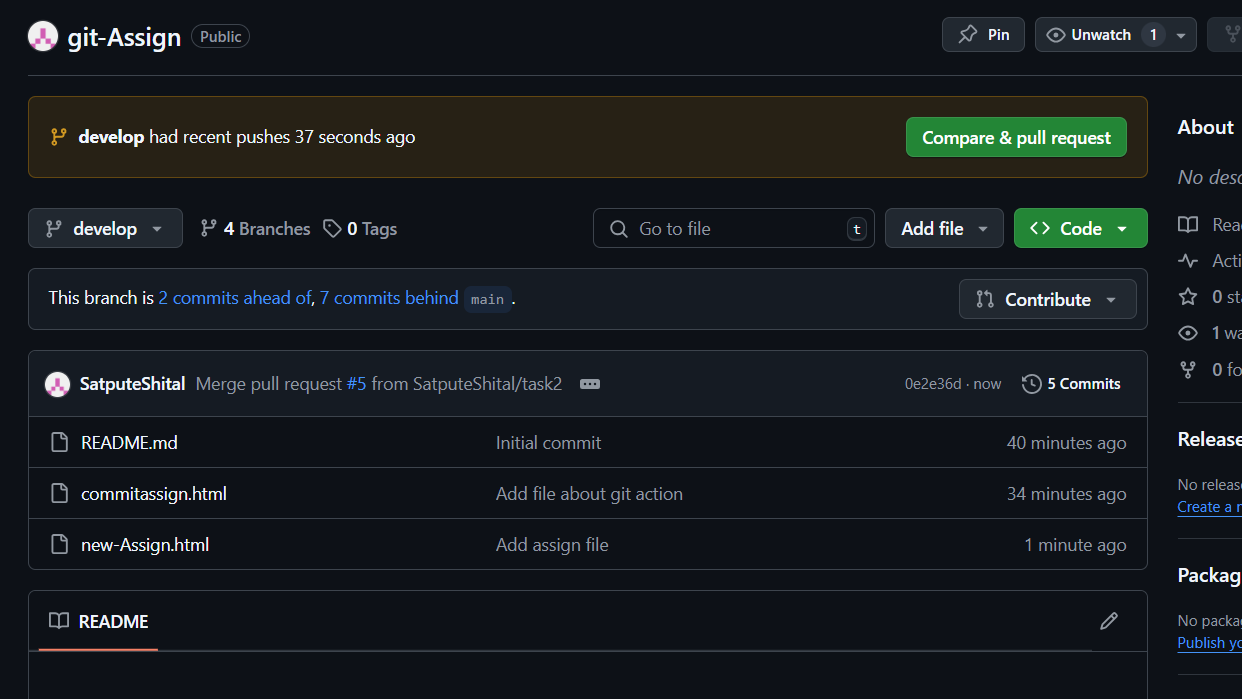 git-Assign Public Pin Unwatch 1
develop had recent pushes 37 seconds ago Compare & pull request
About
No desc
develop 4 Branches 0 Tags Go to file t Add file Code
Rea
Acti
This branch is 2 commits ahead of, 7 commits behind main . Contribute
0 sta
1 wa
0 fo
SatputeShital Merge pull request #5 from SatputeShital/task2 0e2e36d · now 5 Commits
README.md Initial commit 40 minutes ago
Release
commitassign.html Add file about git action 34 minutes ago
No releas
Create a n
new-Assign.html Add assign file 1 minute ago
Packag
README
No packa
Publish yo